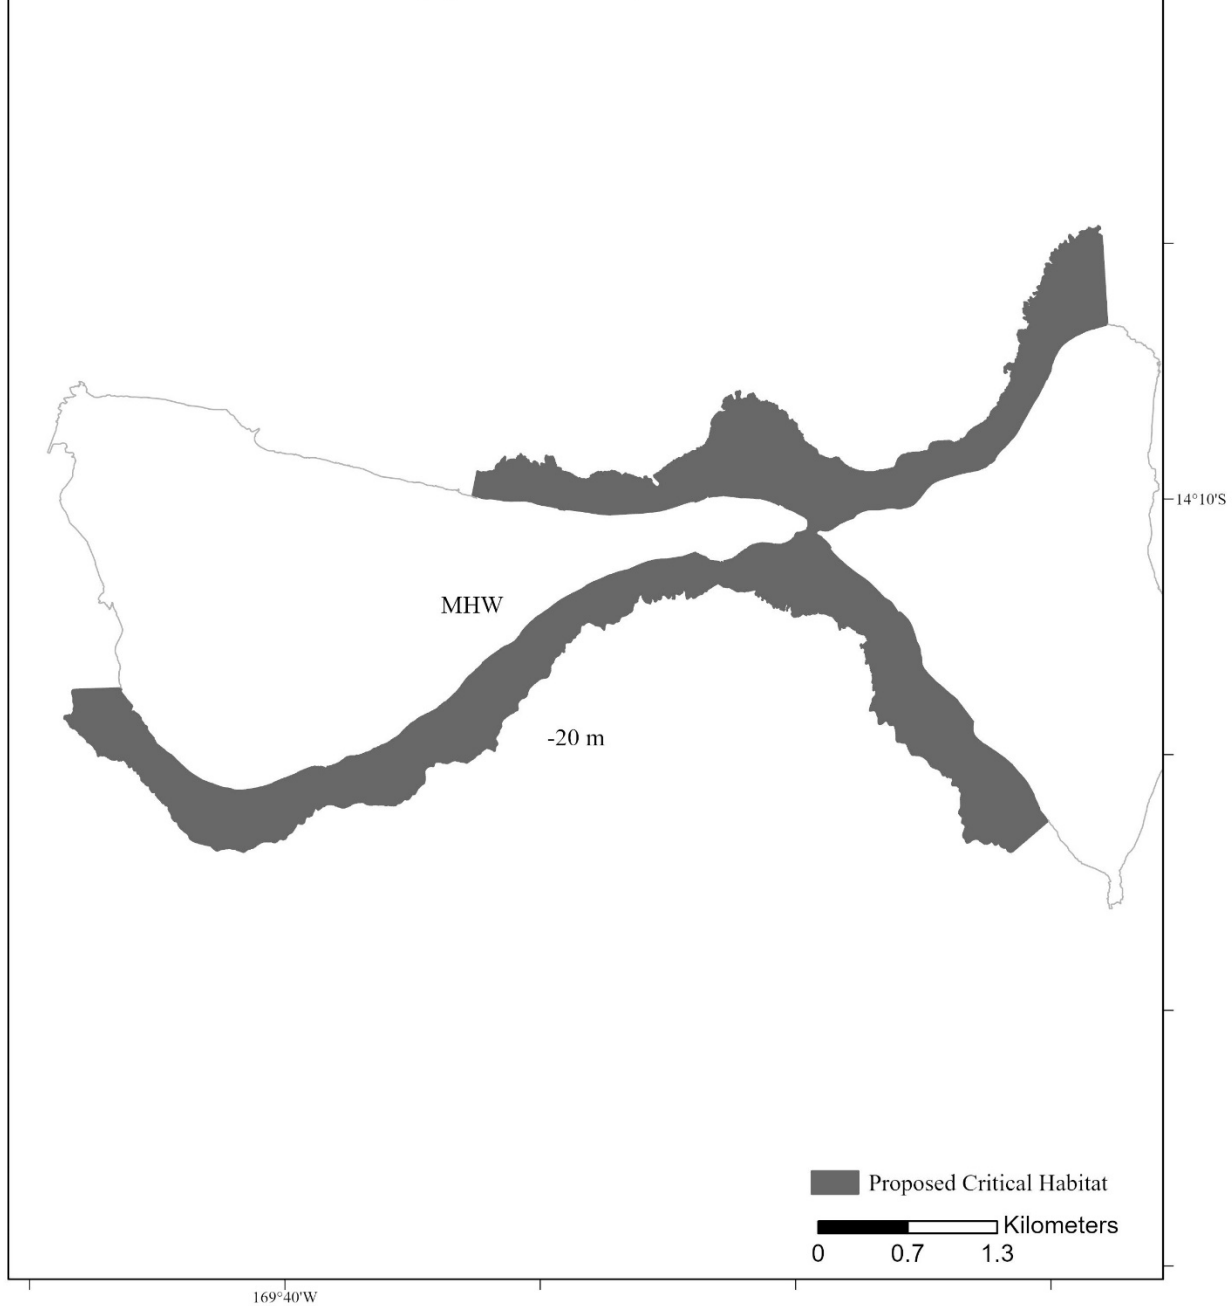 14°10'S
MHW
-20 m
Proposed Critical Habitat
Kilometers
0 0.7 1.3
169°40'W